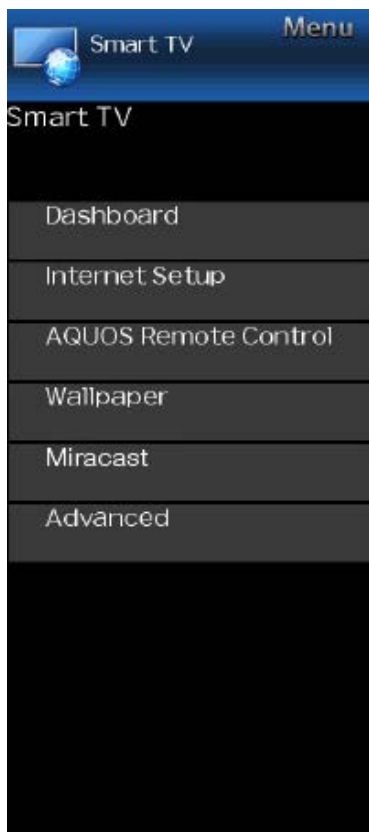 Smart TV
Menu
Smart TV
Dashboard
Internet Setup
AQUOS Remote Control
Wallpaper
Miracast
Advanced